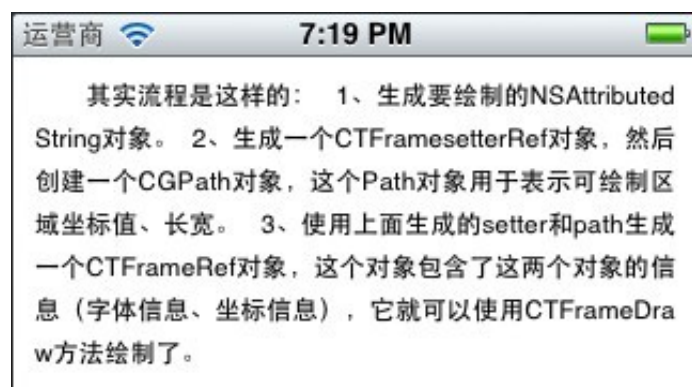 运营商 7:19 PM
其实流程是这样的： 1、生成要绘制的NSAttributed
String对象。 2、生成一个CTFramesetterRef对象，然后
创建一个CGPath对象，这个Path对象用于表示可绘制区
域坐标值、长宽。 3、使用上面生成的setter和path生成
一个CTFrameRef对象，这个对象包含了这两个对象的信
息（字体信息、坐标信息），它就可以使用CTFrameDra
w方法绘制了。